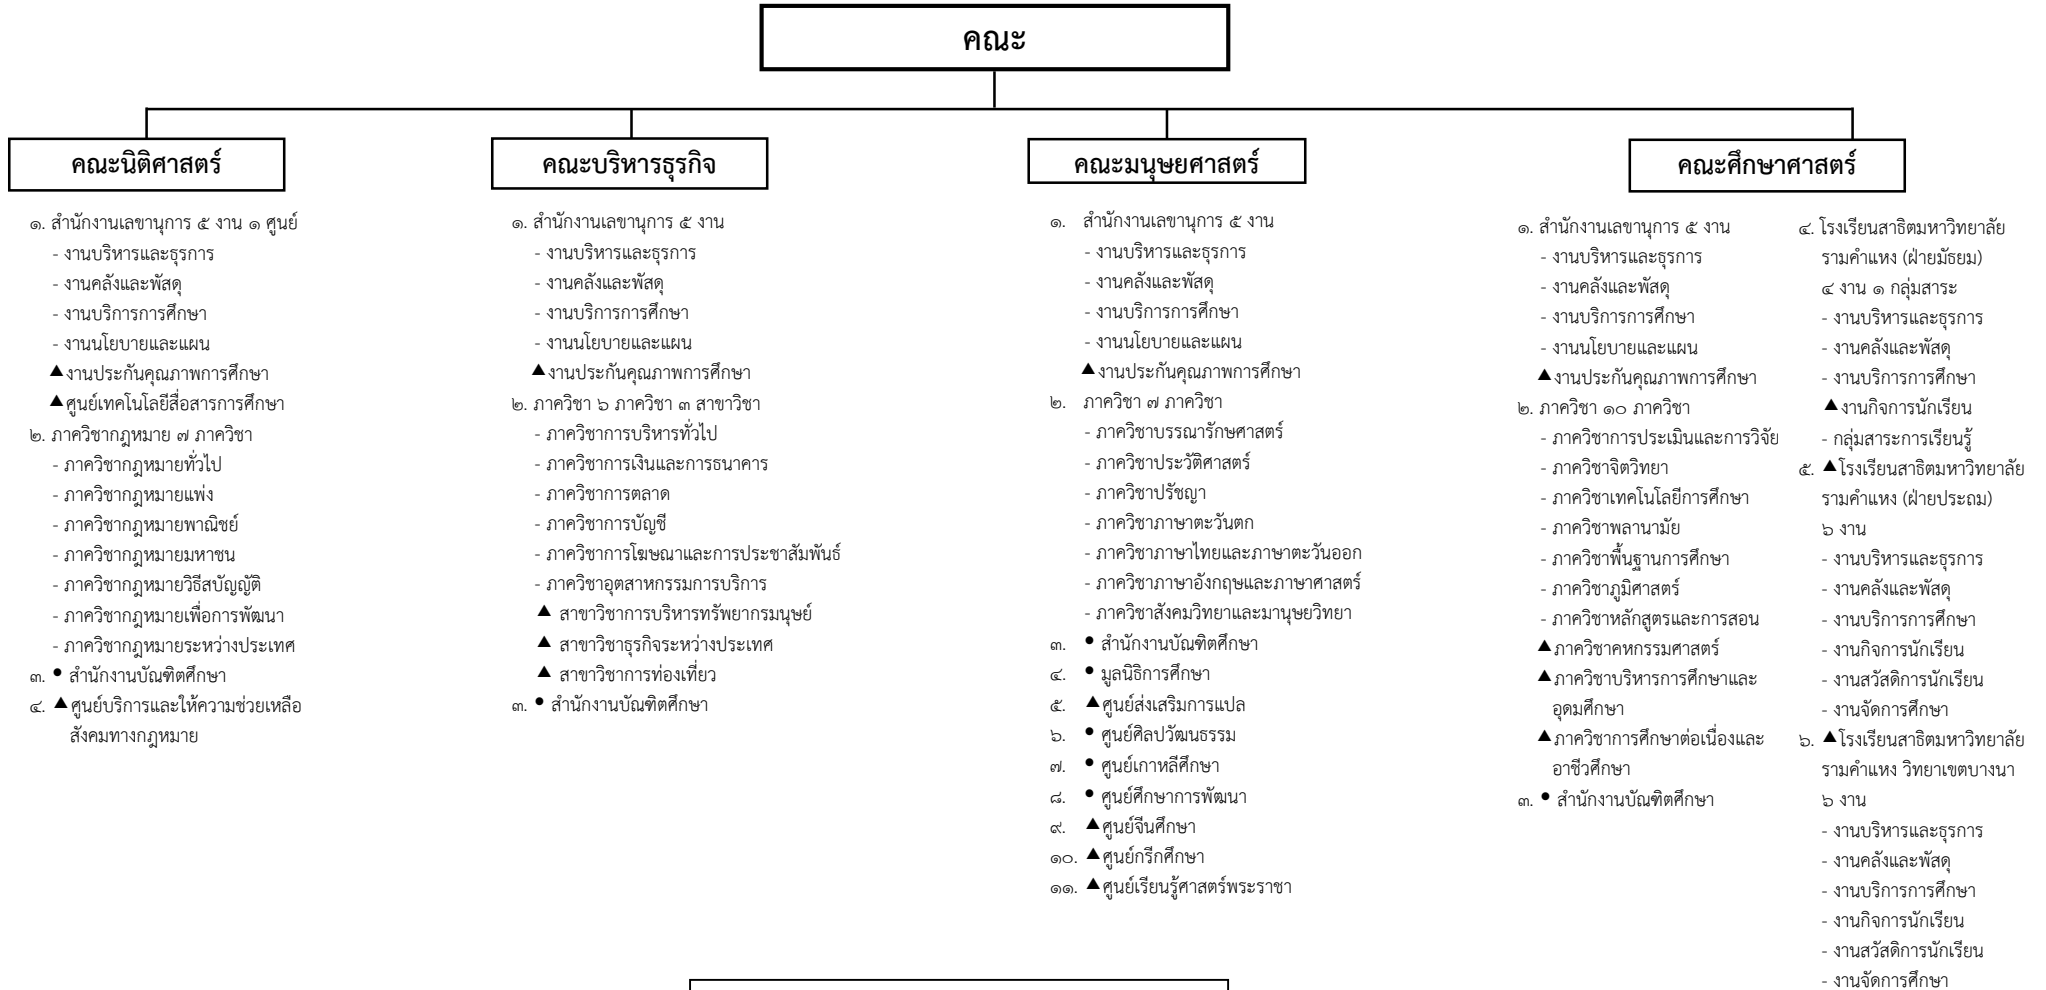 คณะ
คณะนิติศาสตร์
๑. สำนักงานเลขานุการ ๕ งาน ๑ ศูนย์
- งานบริหารและธุรการ
- งานคลังและพัสดุ
- งานบริการการศึกษา
- งานนโยบายและแผน
▲งานประกันคุณภาพการศึกษา
▲ศูนย์เทคโนโลยีสื่อสารการศึกษา
๒. ภาควิชากฎหมาย ๗ ภาควิชา
- ภาควิชากฎหมายทั่วไป
- ภาควิชากฎหมายแพ่ง
- ภาควิชากฎหมายพาณิชย์
- ภาควิชากฎหมายมหาชน
- ภาควิชากฎหมายวิธีสบัญญัติ
- ภาควิชากฎหมายเพื่อการพัฒนา
- ภาควิชากฎหมายระหว่างประเทศ
๓. • สำนักงานบัณฑิตศึกษา
๔. ▲ศูนย์บริการและให้ความช่วยเหลือ
สังคมทางกฎหมาย
คณะบริหารธุรกิจ
๑. สำนักงานเลขานุการ ๕ งาน
- งานบริหารและธุรการ
- งานคลังและพัสดุ
- งานบริการการศึกษา
- งานนโยบายและแผน
▲งานประกันคุณภาพการศึกษา
๒. ภาควิชา ๖ ภาควิชา ๓ สาขาวิชา
- ภาควิชาการบริหารทั่วไป
- ภาควิชาการเงินและการธนาคาร
- ภาควิชาการตลาด
- ภาควิชาการบัญชี
- ภาควิชาการโฆษณาและการประชาสัมพันธ์
- ภาควิชาอุตสาหกรรมการบริการ
▲ สาขาวิชาการบริหารทรัพยากรมนุษย์
▲ สาขาวิชาธุรกิจระหว่างประเทศ
▲ สาขาวิชาการท่องเที่ยว
๓. • สำนักงานบัณฑิตศึกษา
คณะมนุษยศาสตร์
๑. สำนักงานเลขานุการ ๕ งาน
- งานบริหารและธุรการ
- งานคลังและพัสดุ
- งานบริการการศึกษา
- งานนโยบายและแผน
▲งานประกันคุณภาพการศึกษา
๒. ภาควิชา ๗ ภาควิชา
- ภาควิชาบรรณารักษศาสตร์
- ภาควิชาประวัติศาสตร์
- ภาควิชาปรัชญา
- ภาควิชาภาษาตะวันตก
- ภาควิชาภาษาไทยและภาษาตะวันออก
- ภาควิชาภาษาอังกฤษและภาษาศาสตร์
- ภาควิชาสังคมวิทยาและมานุษยวิทยา
๓. • สำนักงานบัณฑิตศึกษา
๔. • มูลนิธิการศึกษา
๕. ▲ศูนย์ส่งเสริมการแปล
๖. • ศูนย์ศิลปวัฒนธรรม
๗. • ศูนย์เกาหลีศึกษา
๘. • ศูนย์ศึกษาการพัฒนา
๙. ▲ศูนย์จีนศึกษา
๑๐. ▲ศูนย์กรีกศึกษา
๑๑. ▲ศูนย์เรียนรู้ศาสตร์พระราชา
คณะศึกษาศาสตร์
๑. สำนักงานเลขานุการ ๕ งาน
- งานบริหารและธุรการ
- งานคลังและพัสดุ
- งานบริการการศึกษา
- งานนโยบายและแผน
▲งานประกันคุณภาพการศึกษา
๒. ภาควิชา ๑๐ ภาควิชา
- ภาควิชาการประเมินและการวิจัย
- ภาควิชาจิตวิทยา
- ภาควิชาเทคโนโลยีการศึกษา
- ภาควิชาพลานามัย
- ภาควิชาพื้นฐานการศึกษา
- ภาควิชาภูมิศาสตร์
- ภาควิชาหลักสูตรและการสอน
▲ภาควิชาคหกรรมศาสตร์
▲ภาควิชาบริหารการศึกษาและ
อุดมศึกษา
▲ภาควิชาการศึกษาต่อเนื่องและ
อาชีวศึกษา
๓. • สำนักงานบัณฑิตศึกษา
๔. โรงเรียนสาธิตมหาวิทยาลัย
รามคำแหง (ฝ่ายมัธยม)
๔ งาน ๑ กลุ่มสาระ
- งานบริหารและธุรการ
- งานคลังและพัสดุ
- งานบริการการศึกษา
▲งานกิจการนักเรียน
- กลุ่มสาระการเรียนรู้
๕. ▲โรงเรียนสาธิตมหาวิทยาลัย
รามคำแหง (ฝ่ายประถม)
๖ งาน
- งานบริหารและธุรการ
- งานคลังและพัสดุ
- งานบริการการศึกษา
- งานกิจการนักเรียน
- งานสวัสดิการนักเรียน
- งานจัดการศึกษา
๖. ▲โรงเรียนสาธิตมหาวิทยาลัย
รามคำแหง วิทยาเขตบางนา
๖ งาน
- งานบริหารและธุรการ
- งานคลังและพัสดุ
- งานบริการการศึกษา
- งานกิจการนักเรียน
- งานสวัสดิการนักเรียน
- งานจัดการศึกษา